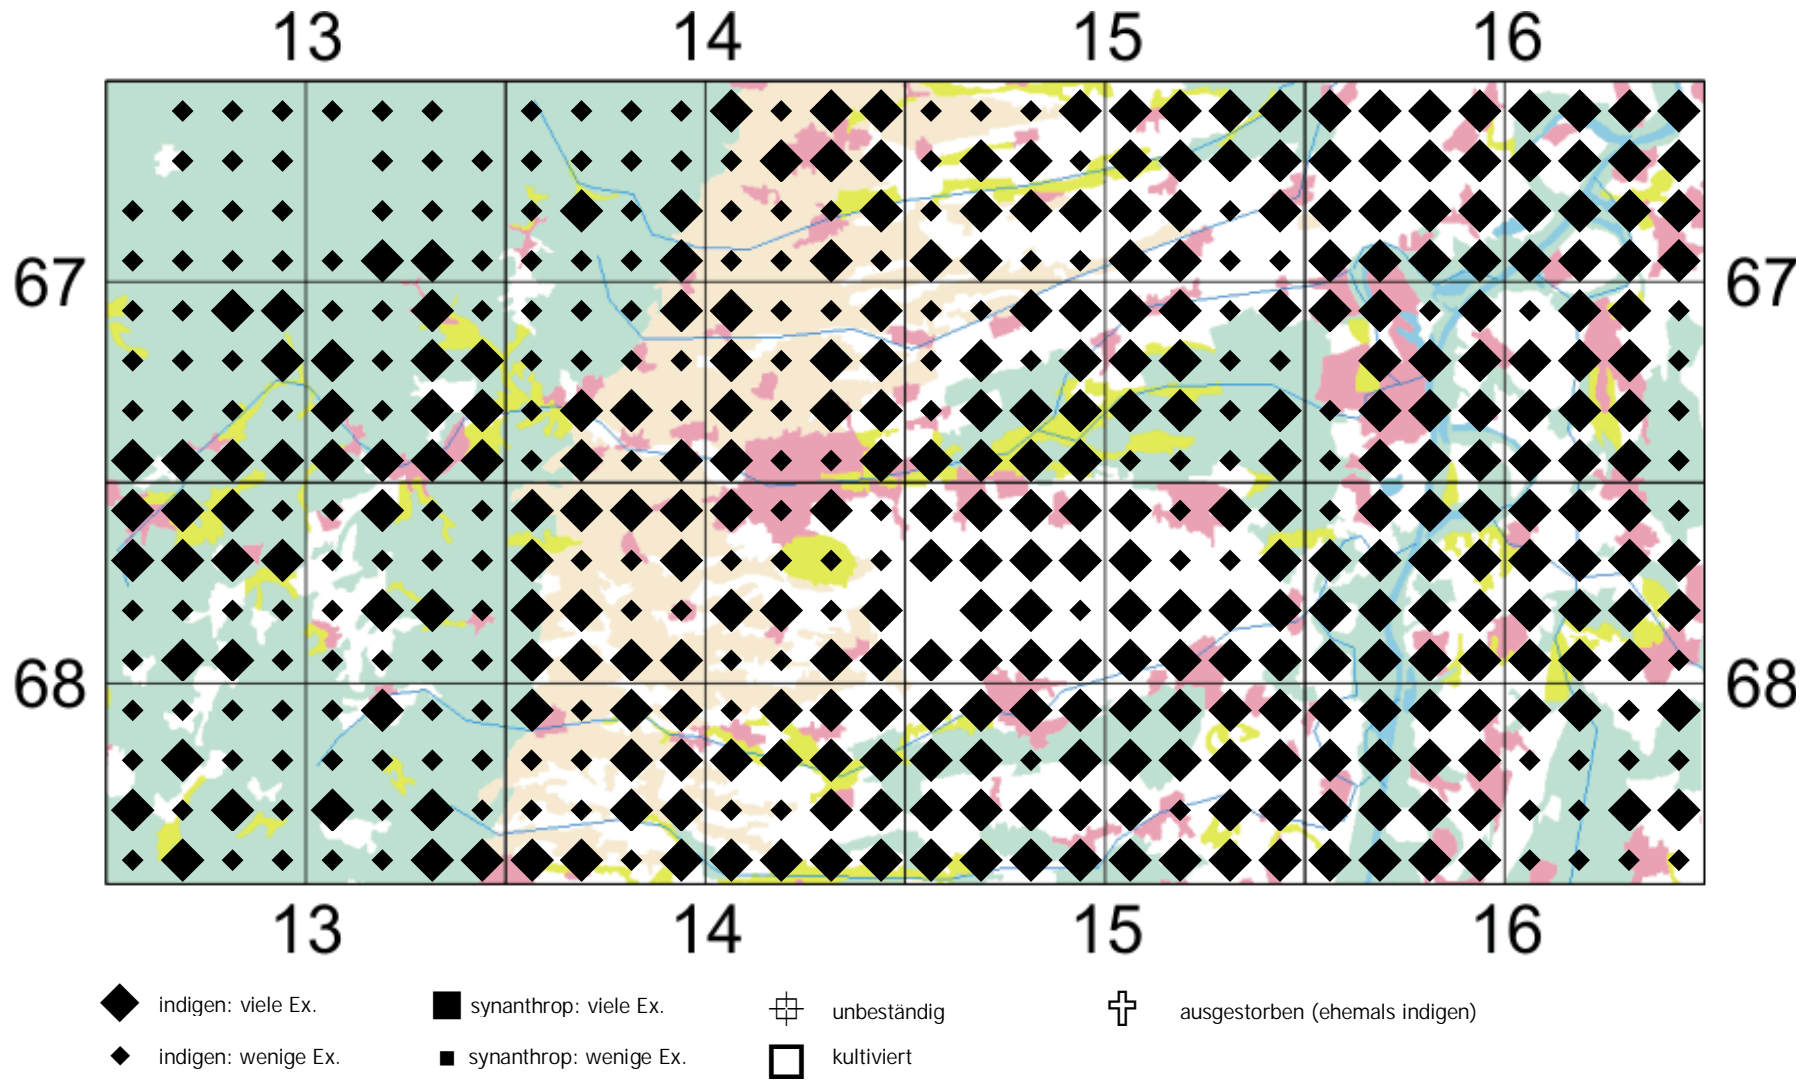 13 14 15 16
67 67
68 68
13 14 15 16
indigen: viele Ex. synanthrop: viele Ex. unbeständig ausgestorben (ehemals indigen)
indigen: wenige Ex. synanthrop: wenige Ex. kultiviert